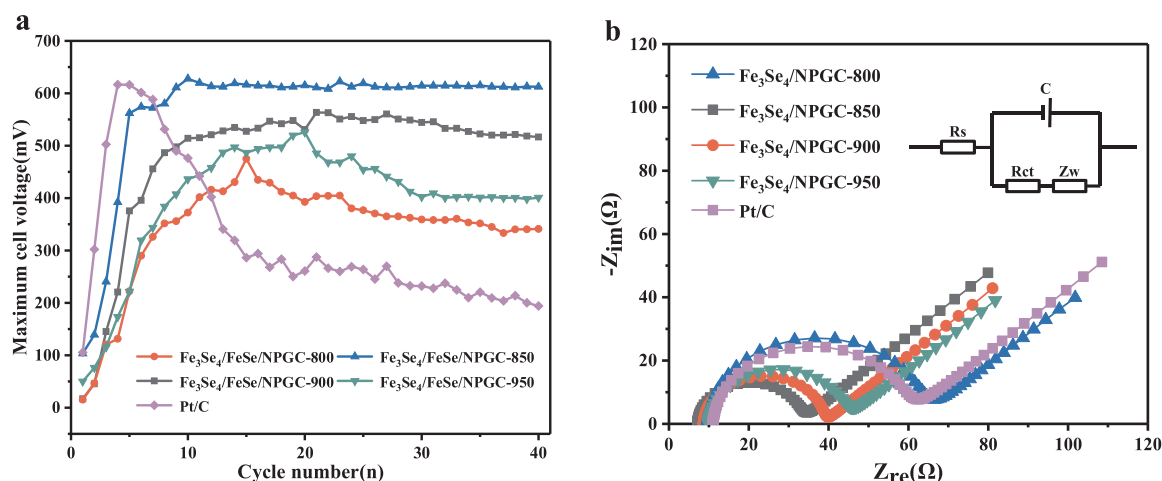 a
Maximum cell voltage(mV)
700
600
500
400
300
200
100
0
Fe₃Se₄/FeSe/NPGC-800
Fe₃Se₄/FeSe/NPGC-850
Fe₃Se₄/FeSe/NPGC-900
Fe₃Se₄/FeSe/NPGC-950
Pt/C
0 10 20 30 40
Cycle number(n)
b
-Zim(Ω)
120
100
80
60
40
20
0
Fe₃Se₄/NPGC-800
Fe₃Se₄/NPGC-850
Fe₃Se₄/NPGC-900
Fe₃Se₄/NPGC-950
Pt/C
C
Rs
Rct Zw
0 20 40 60 80 100 120
Zre(Ω)